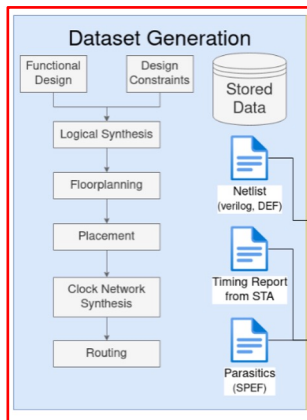 Dataset Generation
Functional
Design
Design
Constraints
Logical Synthesis
Floorplanning
Placement
Clock Network
Synthesis
Routing
Stored
Data
Netlist
(verilog, DEF)
Timing Report
from STA
Parasitics
(SPEF)